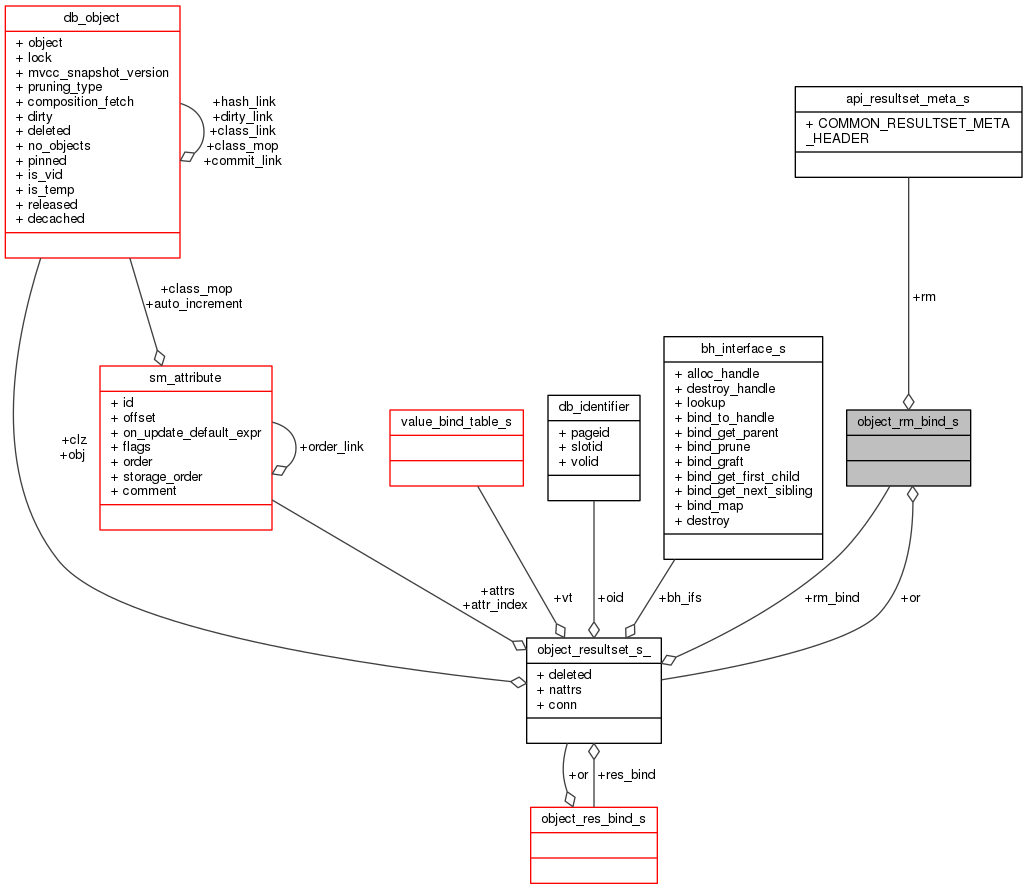 db_object
+ object
+ lock
+ mvcc_snapshot_version
+ pruning_type
+ composition_fetch
+ dirty
+ deleted
+ no_objects
+ pinned
+ is_vid
+ is_temp
+ released
+ decached
+hash_link
+dirty_link
+class_link
+class_mop
+commit_link
api_resultset_meta_s
+ COMMON_RESULTSET_META
_HEADER
+class_mop
+auto_increment
+rm
sm_attribute
+ id
+ offset
+ on_update_default_expr
+ flags
+ order
+ storage_order
+ comment
+order_link
+clz
+obj
value_bind_table_s
db_identifier
+ pageid
+ slotid
+ volid
bh_interface_s
+ alloc_handle
+ destroy_handle
+ lookup
+ bind_to_handle
+ bind_get_parent
+ bind_prune
+ bind_graft
+ bind_get_first_child
+ bind_get_next_sibling
+ bind_map
+ destroy
object_rm_bind_s
+attrs
+attr_index
+vt
+oid
+bh_ifs
+rm_bind
+or
object_resultset_s_
+ deleted
+ nattrs
+ conn
+or
+res_bind
object_res_bind_s